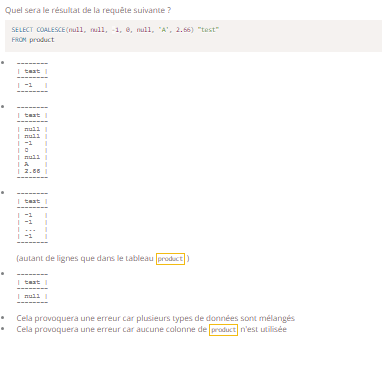 Quel sera le résultat de la requête suivante ?
SELECT COALESCE(null, null, -1, 0, null, 'A', 2.66) "test"
FROM product
--------
| test |
--------
| -1 |
--------
--------
| test |
--------
| null |
| null |
| -1 |
| 0 |
| null |
| A |
| 2.66 |
--------
--------
| test |
--------
| -1 |
| -1 |
| ... |
| -1 |
--------
(autant de lignes que dans le tableau product )
--------
| test |
--------
| null |
--------
Cela provoquera une erreur car plusieurs types de données sont mélangés
Cela provoquera une erreur car aucune colonne de product n'est utilisée